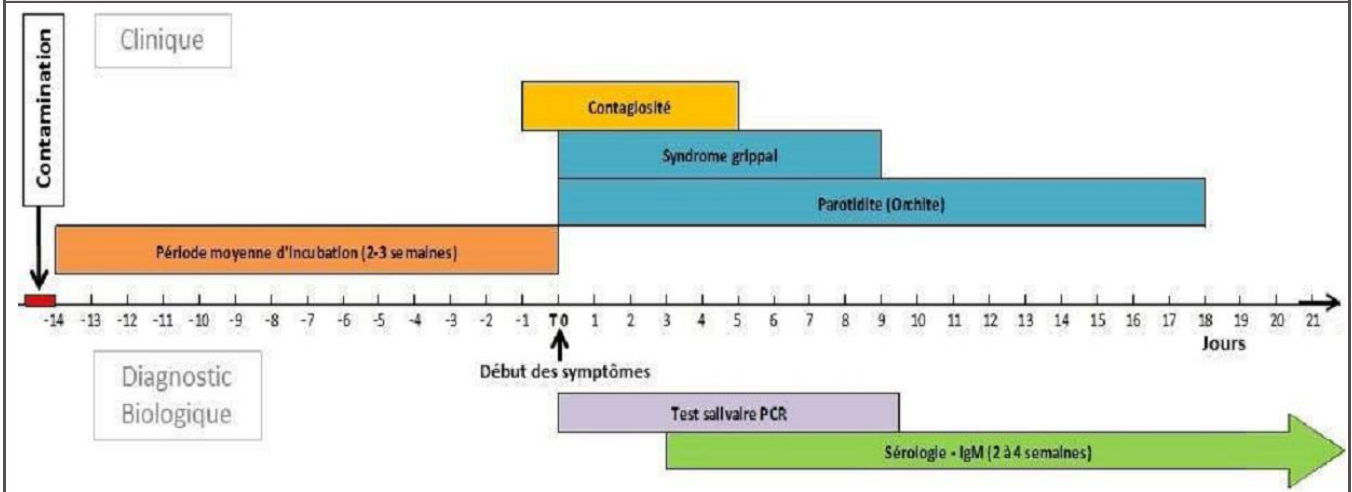 Contamination
Clinique
Contagiosité
Syndrome grippal
Parotidite (Orchite)
Période moyenne d'incubation (2-3 semaines)
-14 -13 -12 -11 -10 -9 -8 -7 -6 -5 -4 -3 -2 -1 T0 1 2 3 4 5 6 7 8 9 10 11 12 13 14 15 16 17 18 19 20 21
Jours
Début des symptômes
Diagnostic
Biologique
Test salivaire PCR
Sérologie - IgM (2 à 4 semaines)